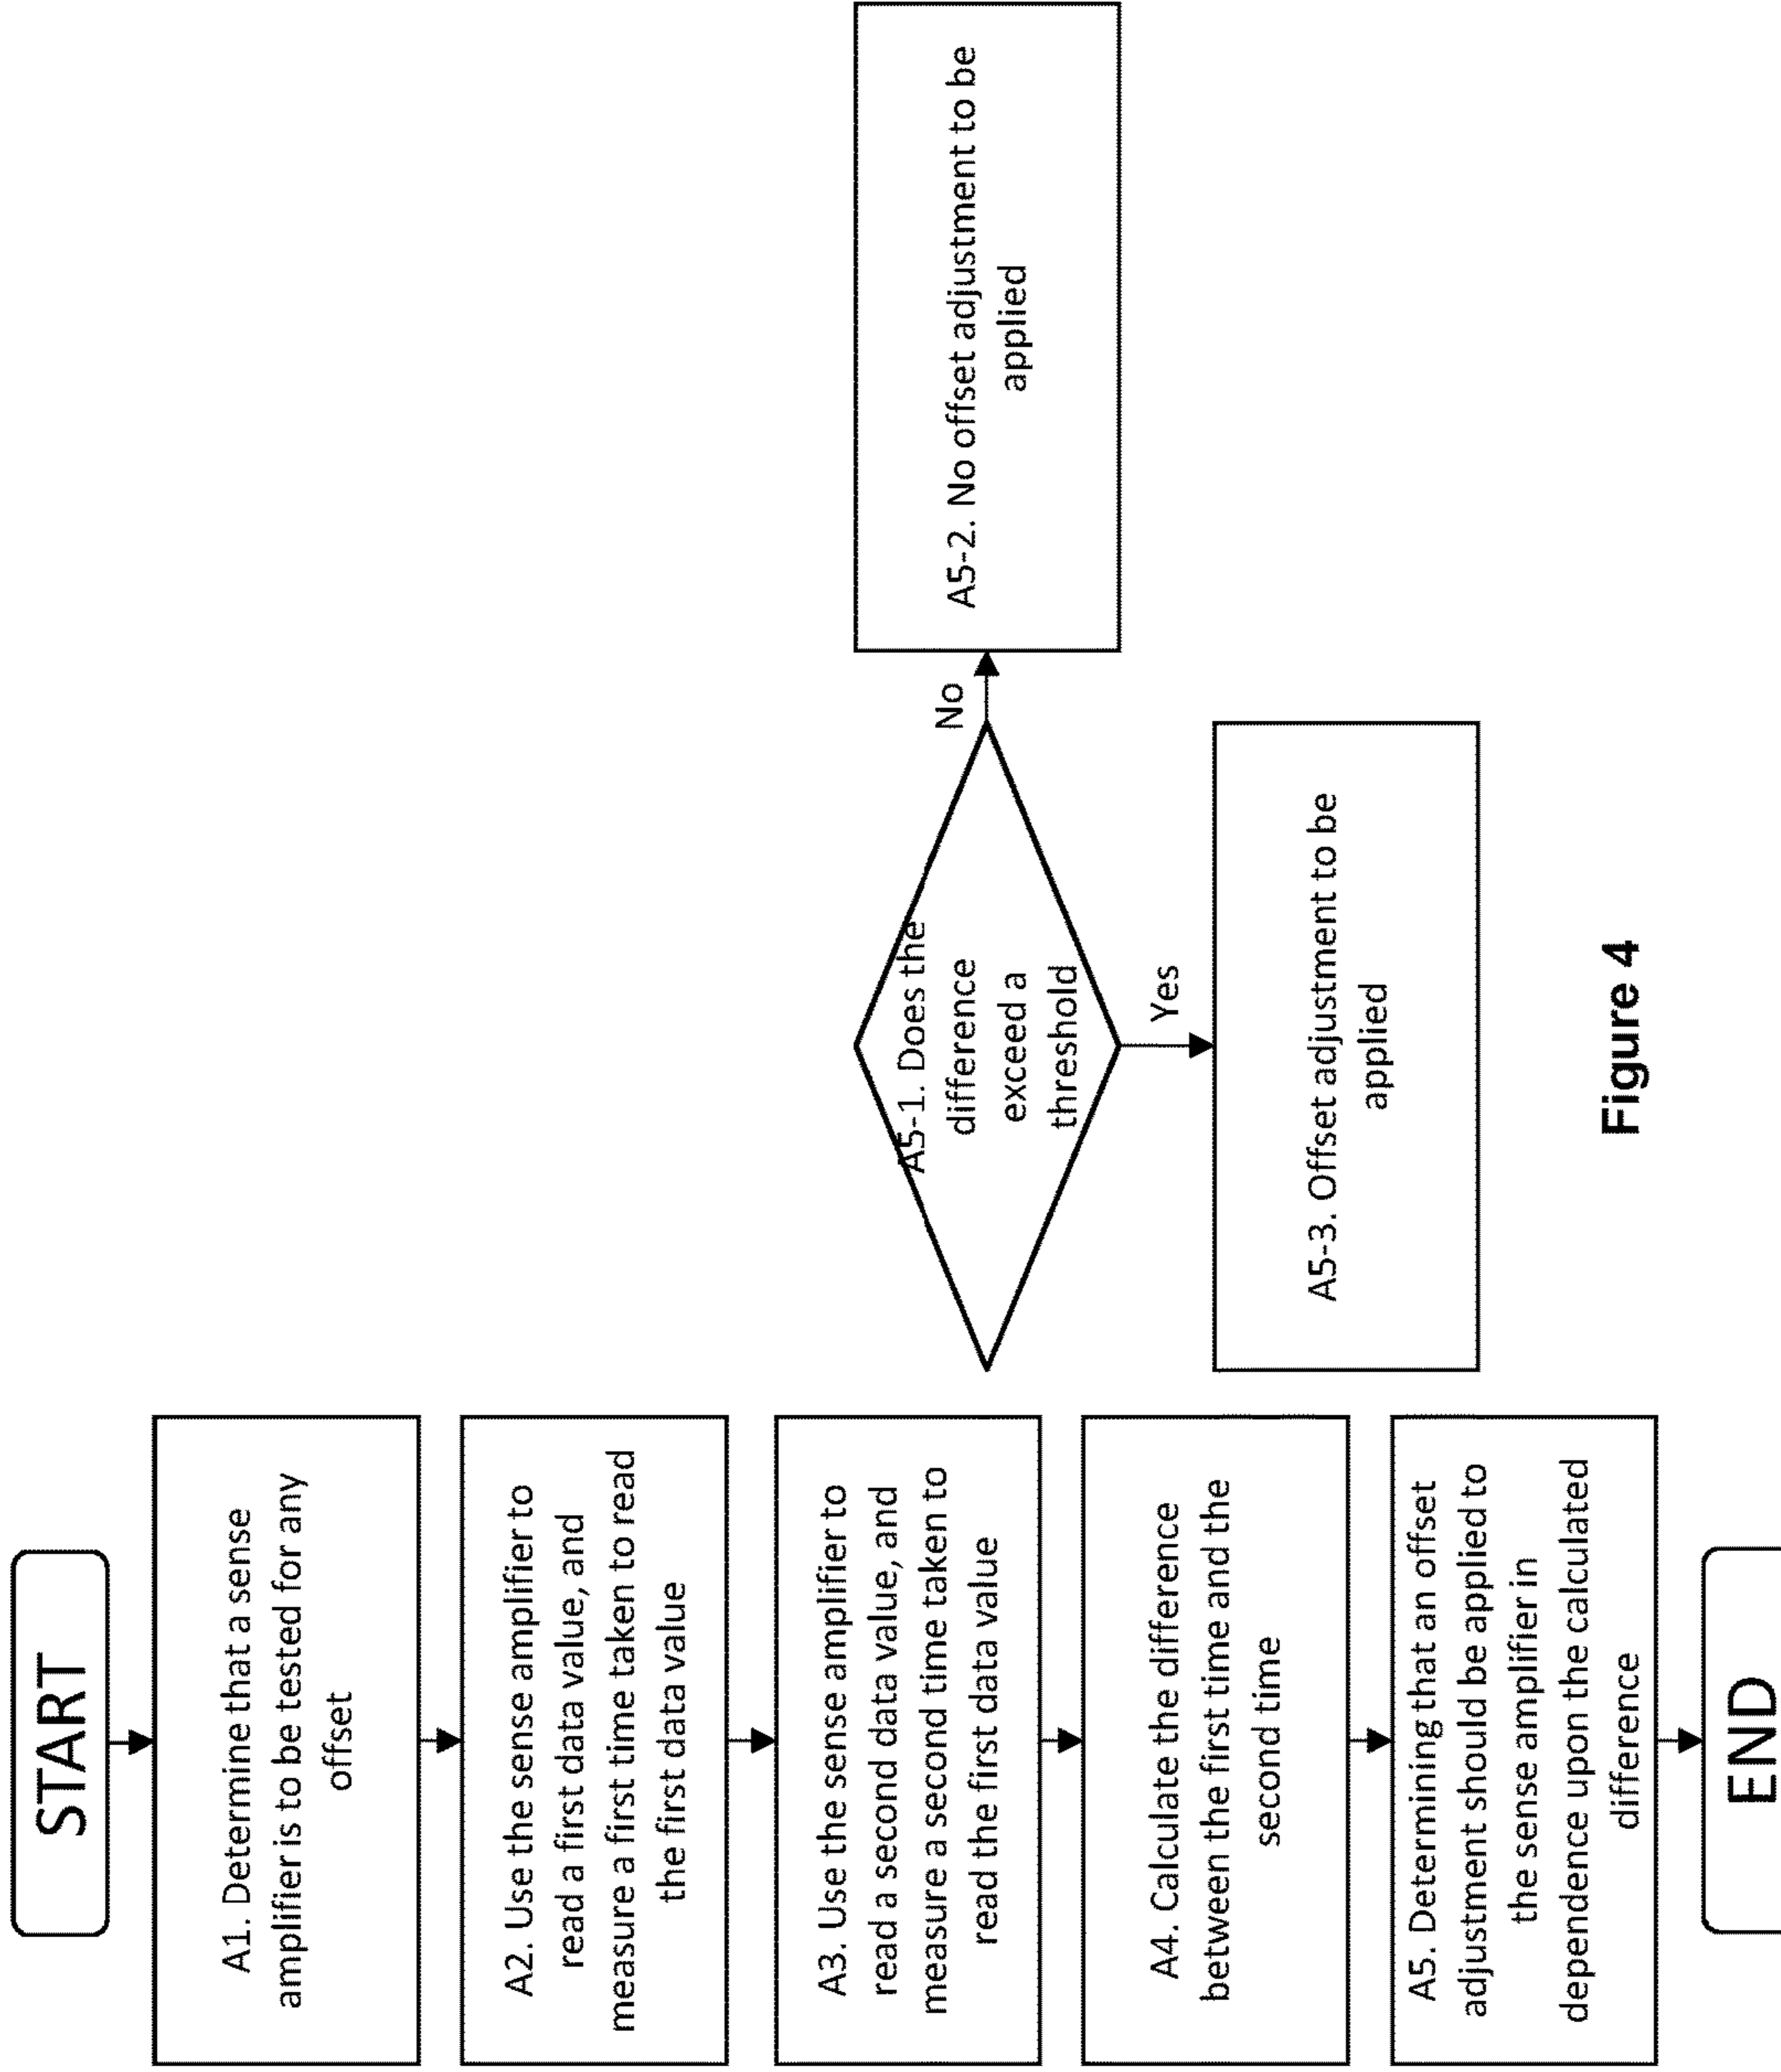 START
A1. Determine that a sense
amplifier is to be tested for any
offset
A2. Use the sense amplifier to
read a first data value, and
measure a first time taken to read
the first data value
A3. Use the sense amplifier to
read a second data value, and
measure a second time taken to
read the first data value
A4. Calculate the difference
between the first time and the
second time
A5. Determining that an offset
adjustment should be applied to
the sense amplifier in
dependence upon the calculated
difference
END
A5-1. Does the
difference
exceed a
threshold
No
A5-2. No offset adjustment to be
applied
Yes
A5-3. Offset adjustment to be
applied
Figure 4